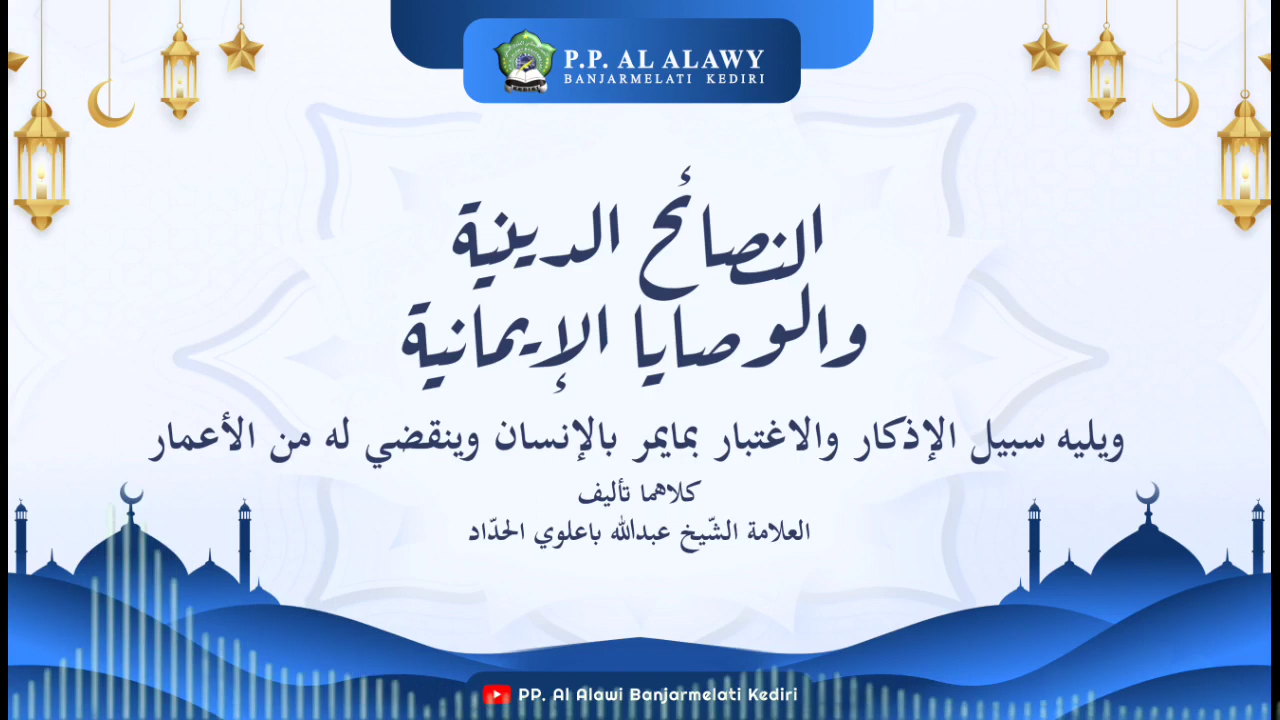 P.P. AL ALAWY
BANJARMELATI KEDIRI
النصائح الدينية
والوصايا الإيمانية
ويليه سبيل الإذكار والاغتبار بمايمر بالإنسان وينقضي له من الأعمار
كلاهما تأليف
العلامة الشّيخ عبدالله باعلوي الحدّاد
PP. Al Alawi Banjarmelati Kediri